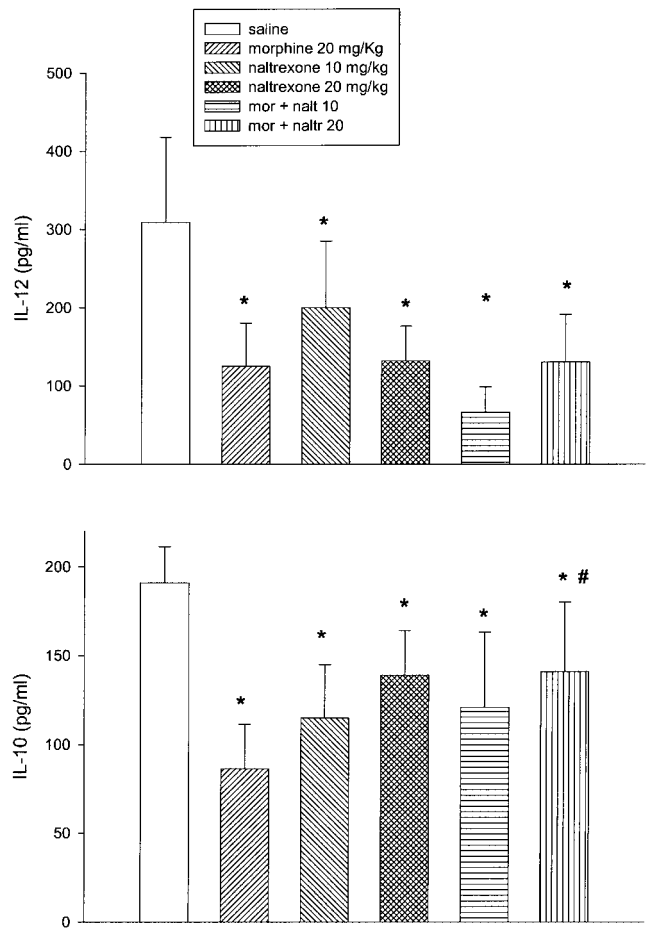 saline
morphine 20 mg/Kg
naltrexone 10 mg/kg
naltrexone 20 mg/kg
mor + nalt 10
mor + naltr 20
500
400
300
200
100
0
IL-12 (pg/ml)
* * * * *
200
150
100
50
0
IL-10 (pg/ml)
* * * * * #